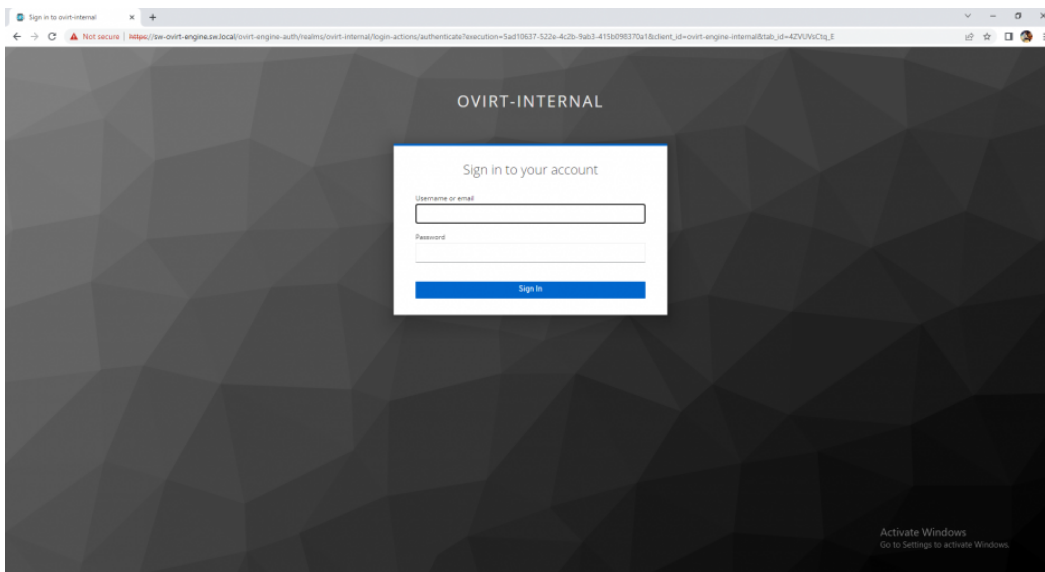 Sign in to ovirt-internal
Not secure | https://sw-ovirt-engine.sw.local/ovirt-engine-auth/realms/ovirt-internal/login-actions/authenticate?execution=5ad10637-522e-4c2b-9ab3-415b098370a1&client_id=ovirt-engine-internal&tab_id=4ZVUVsCtq_E
OVIRT-INTERNAL
Sign in to your account
Username or email
Password
Sign In
Activate Windows
Go to Settings to activate Windows.